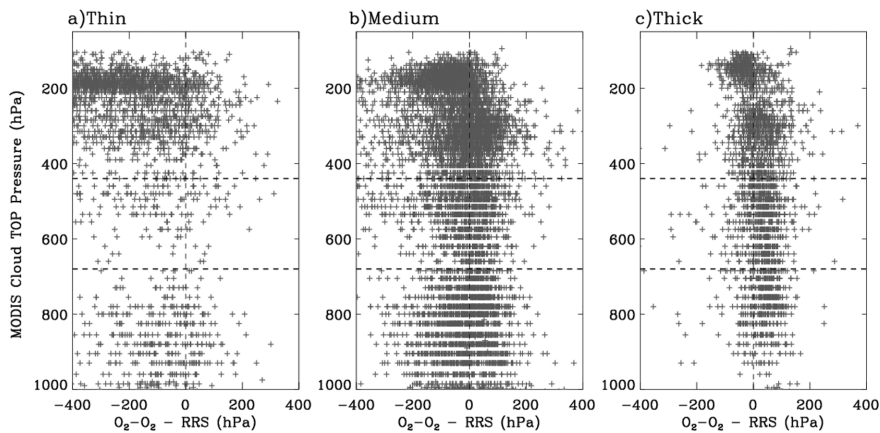 a)Thin b)Medium c)Thick
MODIS Cloud TOP Pressure (hPa)
200 200 200
400 400 400
600 600 600
800 800 800
1000 1000 1000
-400 -200 0 200 400 -400 -200 0 200 400 -400 -200 0 200 400
O₂-O₂ - RRS (hPa) O₂-O₂ - RRS (hPa) O₂-O₂ - RRS (hPa)